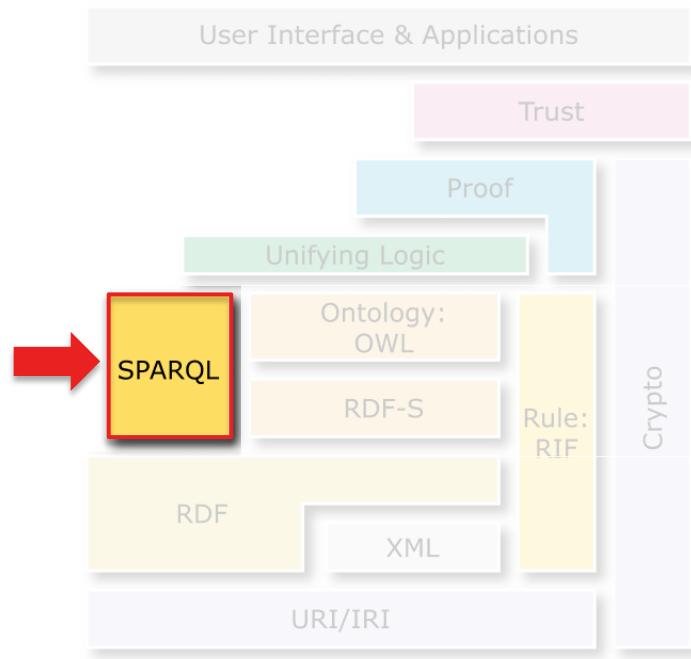 User Interface & Applications
Trust
Proof
Unifying Logic
SPARQL
Ontology:
OWL
RDF-S
Rule:
RIF
Crypto
RDF
XML
URI/IRI